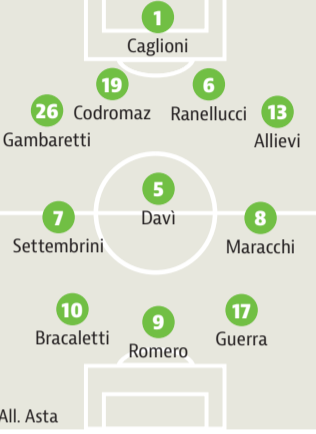 1
Caglioni
19
6
Codromaz
Ranellucci
26
13
Gambaretti
Allievi
5
Davì
7
8
Settembrini
Maracchi
10
9
17
Bracaletti
Romero
Guerra
All. Asta